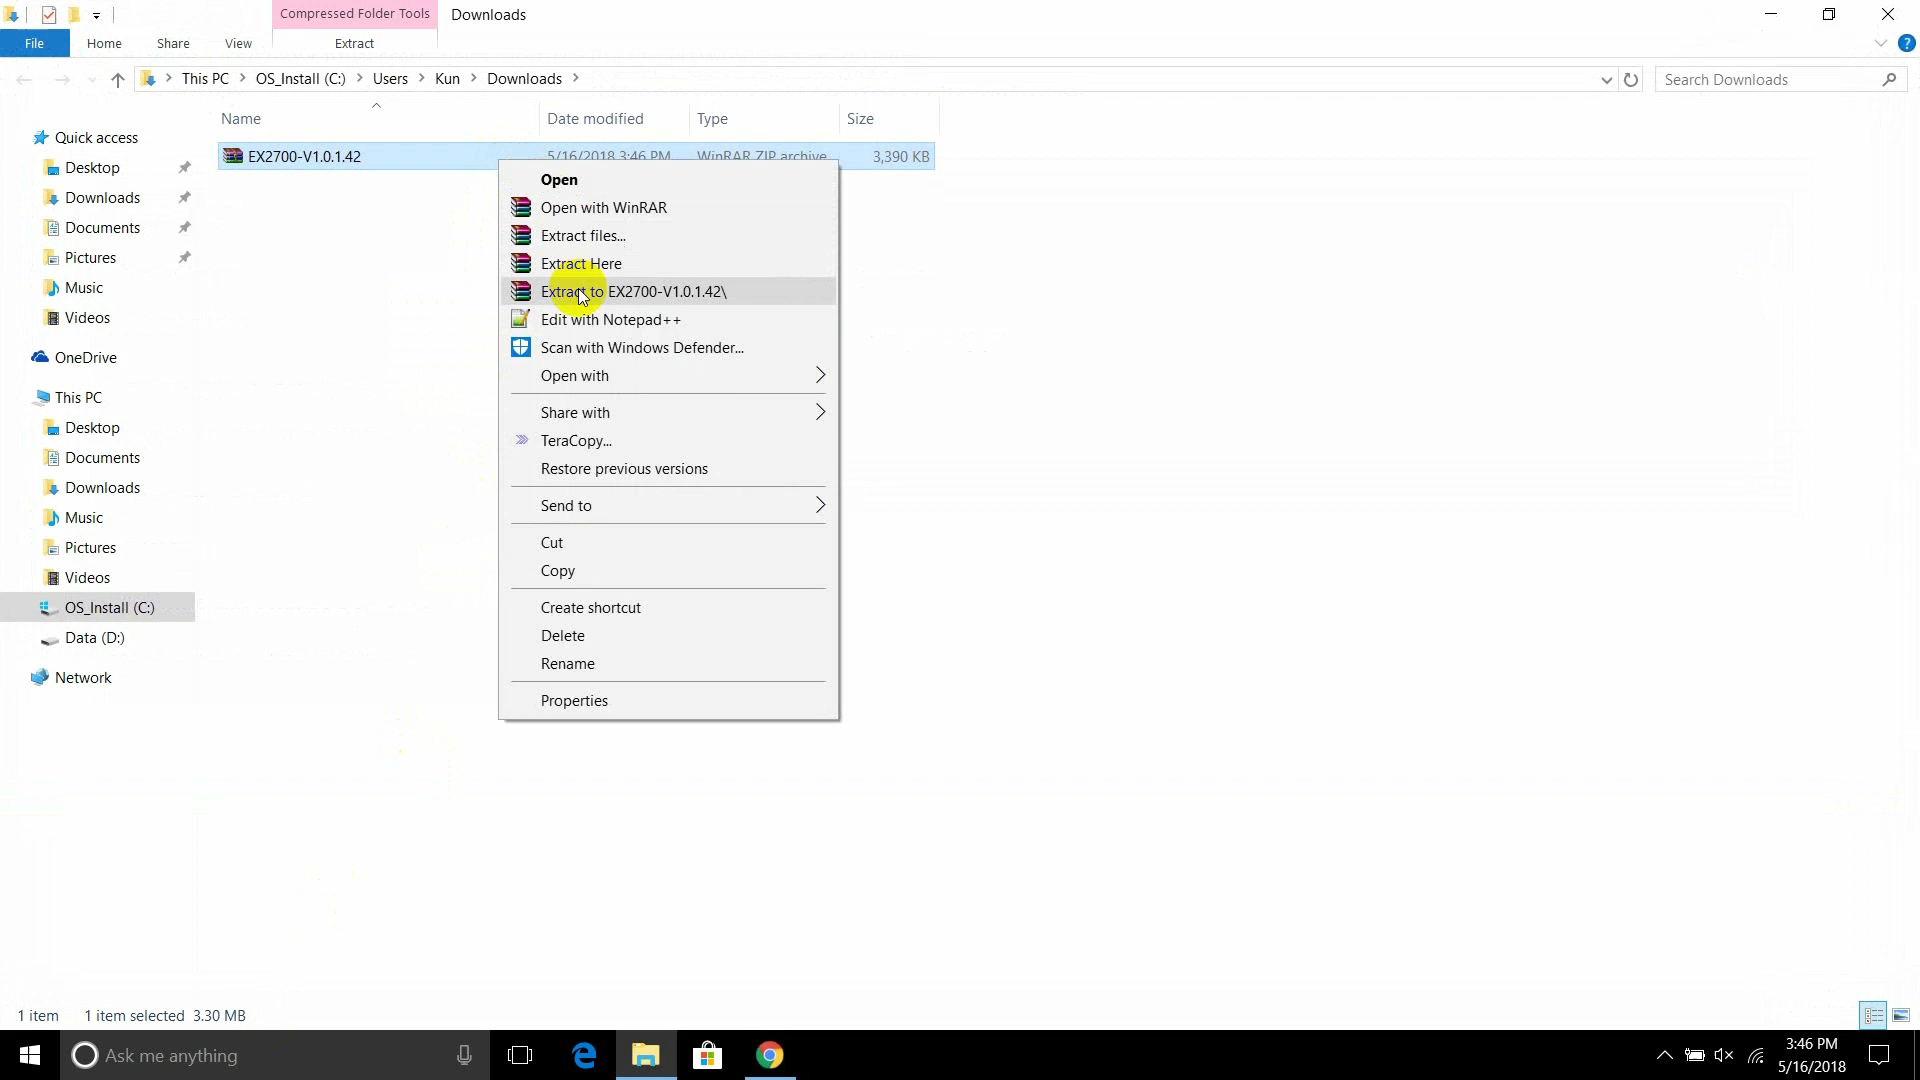 Compressed Folder Tools
Downloads
File
Home
Share
View
Extract
This PC
OS_Install (C:)
Users
Kun
Downloads
Search Downloads
Name
Date modified
Type
Size
EX2700-V1.0.1.42
5/16/2018 3:46 PM
WinRAR ZIP archive
3,390 KB
Quick access
Desktop
Downloads
Documents
Pictures
Music
Videos
OneDrive
This PC
Desktop
Documents
Downloads
Music
Pictures
Videos
OS_Install (C:)
Data (D:)
Network
Open
Open with WinRAR
Extract files...
Extract Here
Extract to EX2700-V1.0.1.42\
Edit with Notepad++
Scan with Windows Defender...
Open with
Share with
TeraCopy...
Restore previous versions
Send to
Cut
Copy
Create shortcut
Delete
Rename
Properties
1 item
1 item selected 3.30 MB
Ask me anything
3:46 PM
5/16/2018